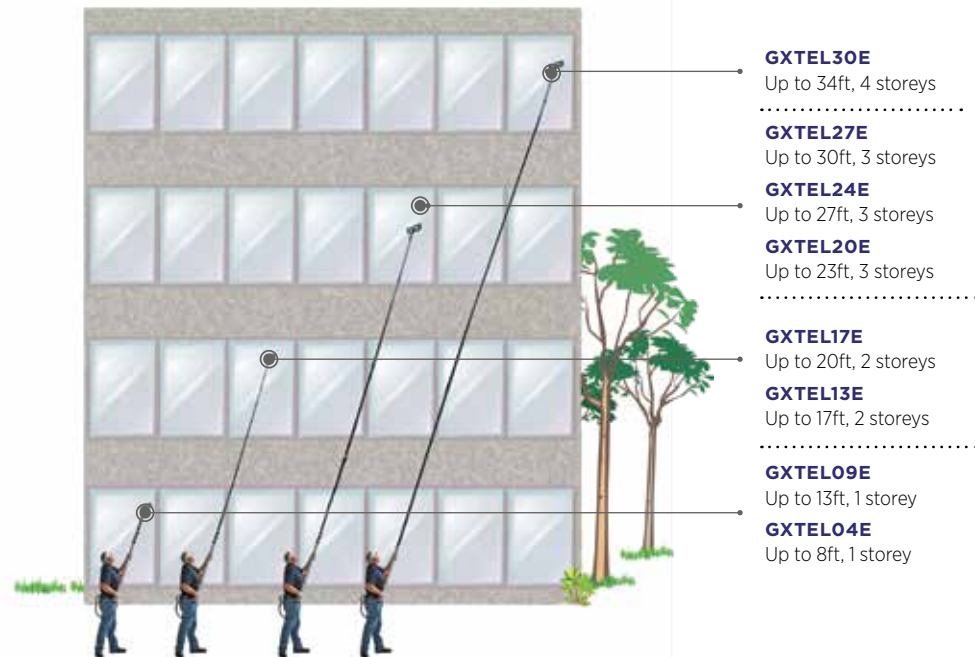 GXTEL30E
Up to 34ft, 4 storeys
GXTEL27E
Up to 30ft, 3 storeys
GXTEL24E
Up to 27ft, 3 storeys
GXTEL20E
Up to 23ft, 3 storeys
GXTEL17E
Up to 20ft, 2 storeys
GXTEL13E
Up to 17ft, 2 storeys
GXTEL09E
Up to 13ft, 1 storey
GXTEL04E
Up to 8ft, 1 storey